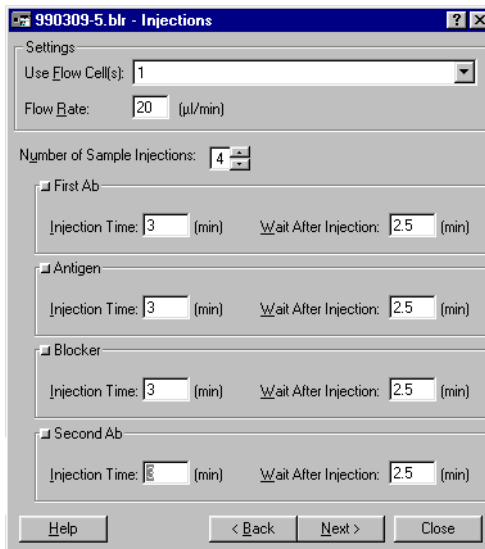 990309-5.blr - Injections
Settings
Use Flow Cell(s): 1
Flow Rate: 20 (µl/min)
Number of Sample Injections: 4
First Ab
Injection Time: 3 (min) Wait After Injection: 2.5 (min)
Antigen
Injection Time: 3 (min) Wait After Injection: 2.5 (min)
Blocker
Injection Time: 3 (min) Wait After Injection: 2.5 (min)
Second Ab
Injection Time: 3 (min) Wait After Injection: 2.5 (min)
Help < Back Next > Close